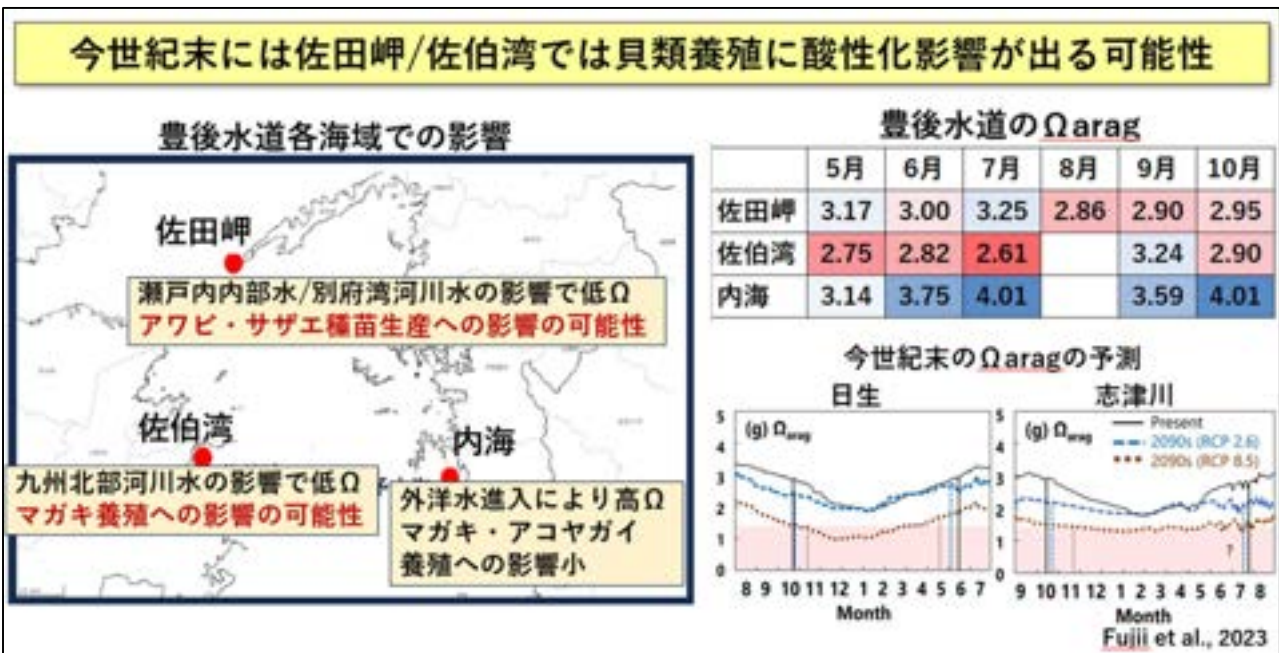 今世紀末には佐田岬/佐伯湾では貝類養殖に酸性化影響が出る可能性
豊後水道各海域での影響
佐田岬
瀬戸内内部水/別府湾河川水の影響で低Ω
アワビ・サザエ種苗生産への影響の可能性
佐伯湾
九州北部河川水の影響で低Ω
マガキ養殖への影響の可能性
内海
外洋水進入により高Ω
マガキ・アコヤガイ
養殖への影響小
豊後水道のΩarag
5月 6月 7月 8月 9月 10月
佐田岬 3.17 3.00 3.25 2.86 2.90 2.95
佐伯湾 2.75 2.82 2.61 3.24 2.90
内海 3.14 3.75 4.01 3.59 4.01
今世紀末のΩaragの予測
日生
(g) Ωarag
5
4
3
2
1
0
8 9 10 11 12 1 2 3 4 5 6 7
Month
志津川
(g) Ωarag
Present
2090s (RCP 2.6)
2090s (RCP 8.5)
5
4
3
2
1
0
?
9 10 11 12 1 2 3 4 5 6 7 8
Month
Fujii et al., 2023